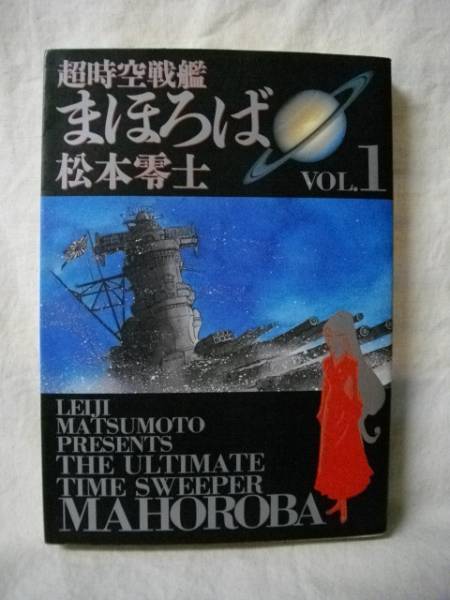 超時空戦艦
まほろば
松本零士
VOL.1
LEIJI
MATSUMOTO
PRESENTS
THE ULTIMATE
TIME SWEEPER
MAHOROBA